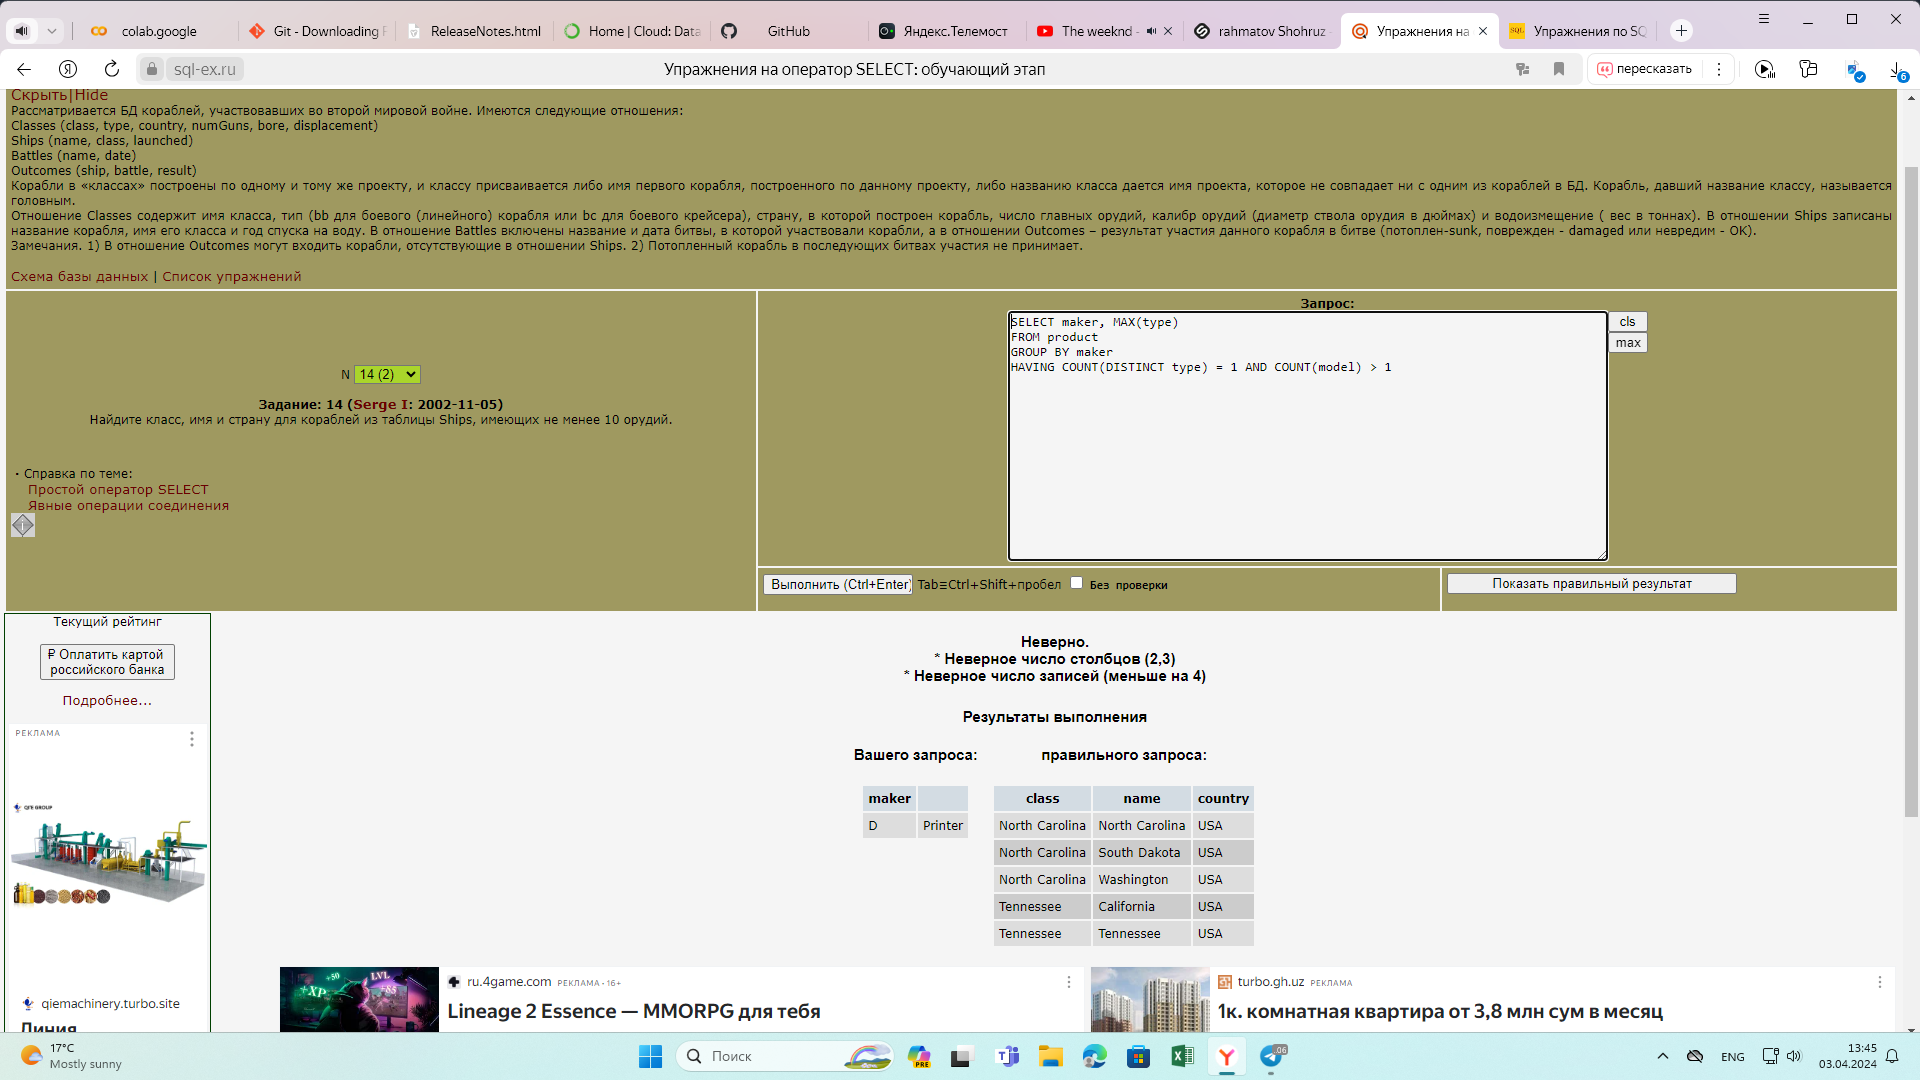 colab.google
Git - Downloading F
ReleaseNotes.html
Home | Cloud: Data
GitHub
Яндекс.Телемост
The weeknd -
rahmatov Shohruz -
Упражнения на
Упражнения по SQ
sql-ex.ru
Упражнения на оператор SELECT: обучающий этап
пересказать
6
Скрыть|Hide
Рассматривается БД кораблей, участвовавших во второй мировой войне. Имеются следующие отношения:
Classes (class, type, country, numGuns, bore, displacement)
Ships (name, class, launched)
Battles (name, date)
Outcomes (ship, battle, result)
Корабли в «классах» построены по одному и тому же проекту, и классу присваивается либо имя первого корабля, построенного по данному проекту, либо названию класса дается имя проекта, которое не совпадает ни с одним из кораблей в БД. Корабль, давший название классу, называется
головным.
Отношение Classes содержит имя класса, тип (bb для боевого (линейного) корабля или bc для боевого крейсера), страну, в которой построен корабль, число главных орудий, калибр орудий (диаметр ствола орудия в дюймах) и водоизмещение ( вес в тоннах). В отношении Ships записаны
название корабля, имя его класса и год спуска на воду. В отношение Battles включены название и дата битвы, в которой участвовали корабли, а в отношении Outcomes – результат участия данного корабля в битве (потоплен-sunk, поврежден - damaged или невредим - OK).
Замечания. 1) В отношение Outcomes могут входить корабли, отсутствующие в отношении Ships. 2) Потопленный корабль в последующих битвах участия не принимает.
Схема базы данных | Список упражнений
N 14 (2)
Задание: 14 (Serge I: 2002-11-05)
Найдите класс, имя и страну для кораблей из таблицы Ships, имеющих не менее 10 орудий.
· Справка по теме:
Простой оператор SELECT
Явные операции соединения
Запрос:
SELECT maker, MAX(type)
FROM product
GROUP BY maker
HAVING COUNT(DISTINCT type) = 1 AND COUNT(model) > 1
cls
max
Выполнить (Ctrl+Enter) Tab≡Ctrl+Shift+пробел Без проверки
Показать правильный результат
Текущий рейтинг
₽ Оплатить картой
российского банка
Подробнее...
РЕКЛАМА
QIE GROUP
qiemachinery.turbo.site
Линия
Неверно.
* Неверное число столбцов (2,3)
* Неверное число записей (меньше на 4)
Результаты выполнения
Вашего запроса: правильного запроса:
maker
D Printer
class name country
North Carolina North Carolina USA
North Carolina South Dakota USA
North Carolina Washington USA
Tennessee California USA
Tennessee Tennessee USA
+50 LVL
+XP +85
ru.4game.com РЕКЛАМА • 16+
Lineage 2 Essence — MMORPG для тебя
turbo.gh.uz РЕКЛАМА
1к. комнатная квартира от 3,8 млн сум в месяц
17°C
Mostly sunny
Поиск
PRE
06
ENG
13:45
03.04.2024